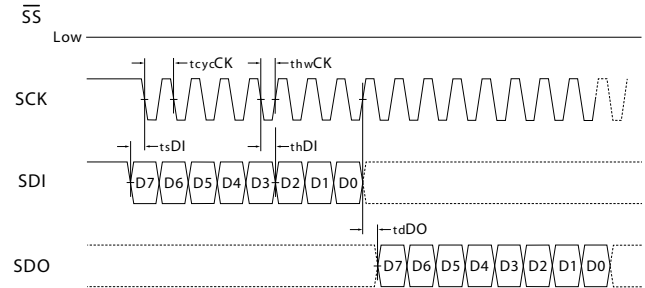 SS
Low
tcycCK
thwCK
SCK
tsDI
thDI
SDI
D7 D6 D5 D4 D3 D2 D1 D0
tdDO
SDO
D7 D6 D5 D4 D3 D2 D1 D0